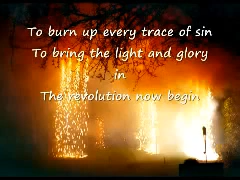 To burn up every trace of sin
To bring the light and glory
in
The revolution now begin